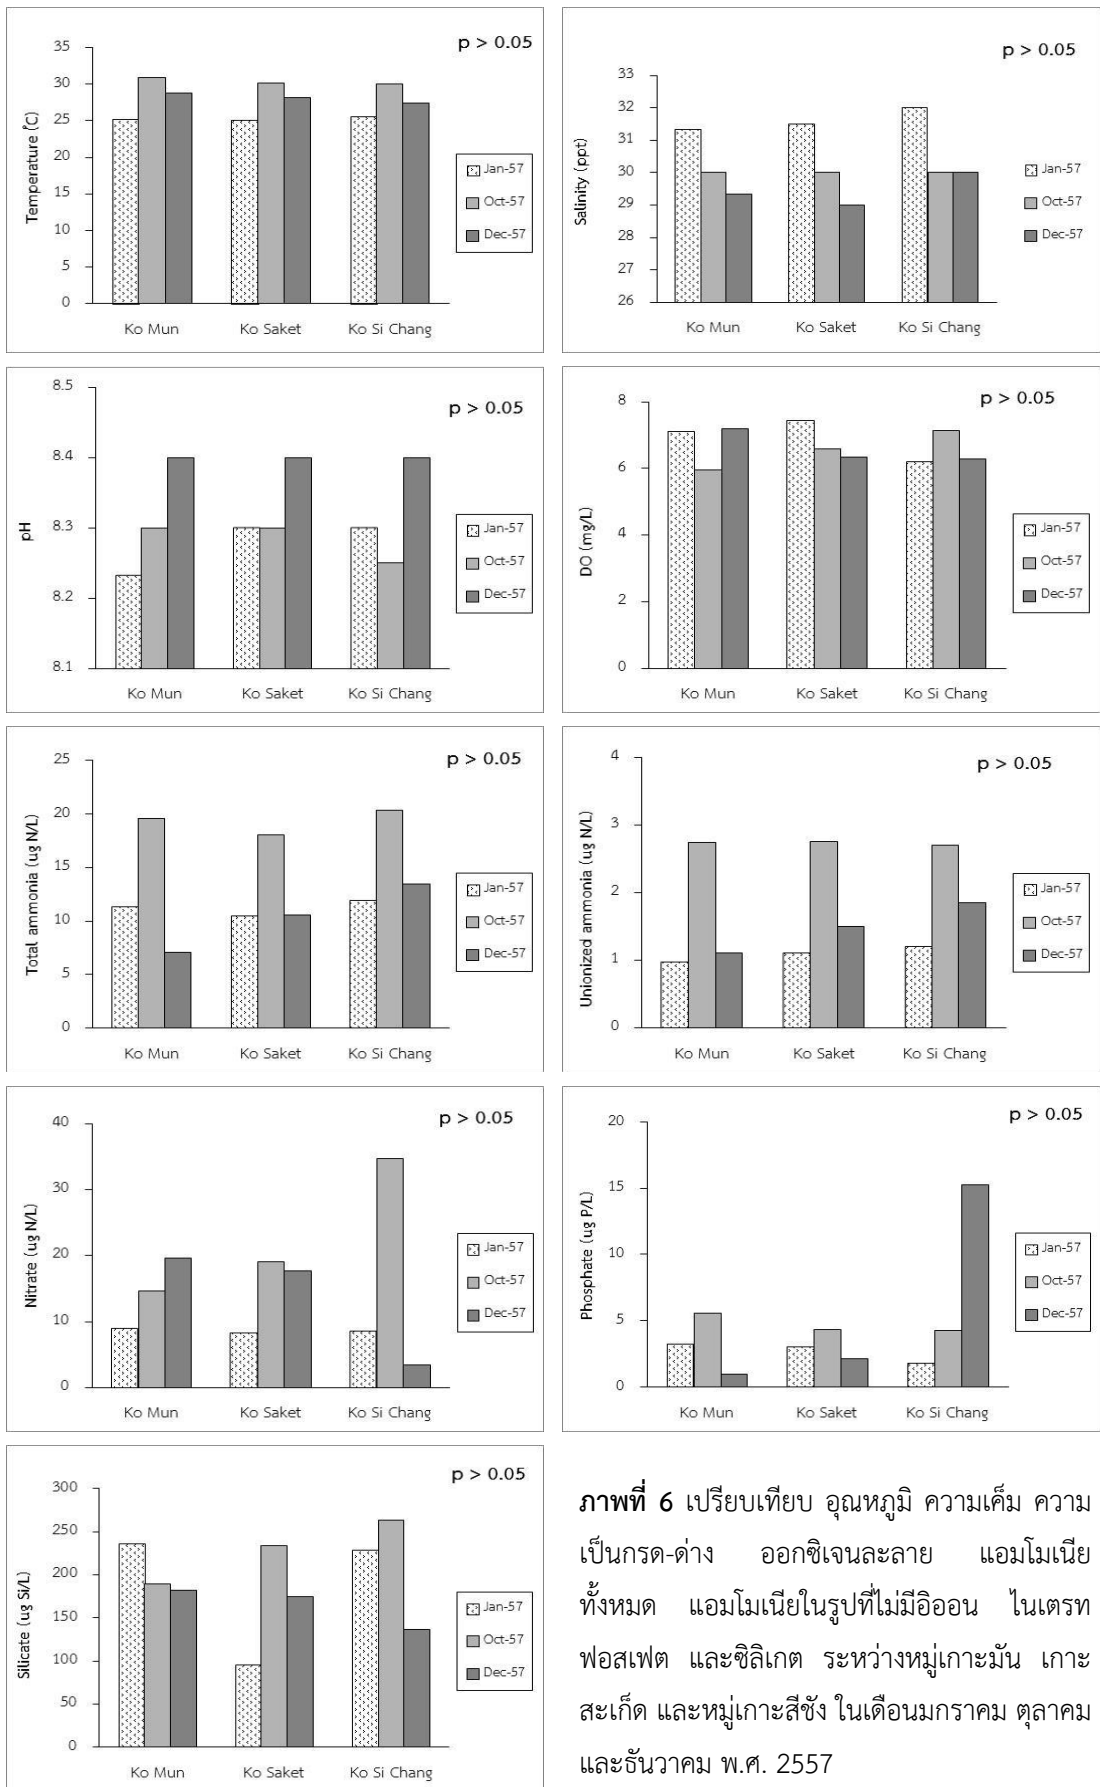 p > 0.05
Temperature (°C)
35
30
25
20
15
10
5
0
Ko Mun Ko Saket Ko Si Chang
Jan-57
Oct-57
Dec-57
p > 0.05
Salinity (ppt)
33
32
31
30
29
28
27
26
Ko Mun Ko Saket Ko Si Chang
Jan-57
Oct-57
Dec-57
p > 0.05
pH
8.5
8.4
8.3
8.2
8.1
Ko Mun Ko Saket Ko Si Chang
Jan-57
Oct-57
Dec-57
p > 0.05
DO (mg/L)
8
6
4
2
0
Ko Mun Ko Saket Ko Si Chang
Jan-57
Oct-57
Dec-57
p > 0.05
Total ammonia (ug N/L)
25
20
15
10
5
0
Ko Mun Ko Saket Ko Si Chang
Jan-57
Oct-57
Dec-57
p > 0.05
Unionized ammonia (ug N/L)
4
3
2
1
0
Ko Mun Ko Saket Ko Si Chang
Jan-57
Oct-57
Dec-57
p > 0.05
Nitrate (ug N/L)
40
30
20
10
0
Ko Mun Ko Saket Ko Si Chang
Jan-57
Oct-57
Dec-57
p > 0.05
Phosphate (ug P/L)
20
15
10
5
0
Ko Mun Ko Saket Ko Si Chang
Jan-57
Oct-57
Dec-57
p > 0.05
Silicate (ug Si/L)
300
250
200
150
100
50
0
Ko Mun Ko Saket Ko Si Chang
Jan-57
Oct-57
Dec-57
ภาพที่ 6 เปรียบเทียบ อุณหภูมิ ความเค็ม ความ
เป็นกรด-ด่าง ออกซิเจนละลาย แอมโมเนีย
ทั้งหมด แอมโมเนียในรูปที่ไม่มีอิออน ไนเตรท
ฟอสเฟต และซิลิเกต ระหว่างหมู่เกาะมัน เกาะ
สะเก็ด และหมู่เกาะสีชัง ในเดือนมกราคม ตุลาคม
และธันวาคม พ.ศ. 2557